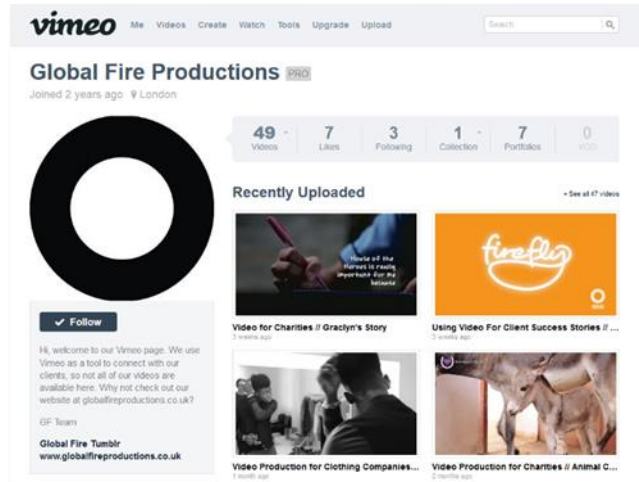 vimeo Me Videos Create Watch Tools Upgrade Upload Search
Global Fire Productions PRO
Joined 2 years ago London
49 7 3 1 7 0
Videos Likes Following Collection Portfolios VOD
Recently Uploaded + See all 47 videos
House of the
Heroes is really
important for me
because
firefly
Video for Charities // Graclyn's Story
3 weeks ago
Using Video For Client Success Stories // ...
3 weeks ago
Video Production for Clothing Companies...
1 month ago
Video Production for Charities // Animal C...
2 months ago
Follow
Hi, welcome to our Vimeo page. We use
Vimeo as a tool to connect with our
clients, so not all of our videos are
available here. Why not check out our
website at globalfireproductions.co.uk?
GF Team
Global Fire Tumblr
www.globalfireproductions.co.uk